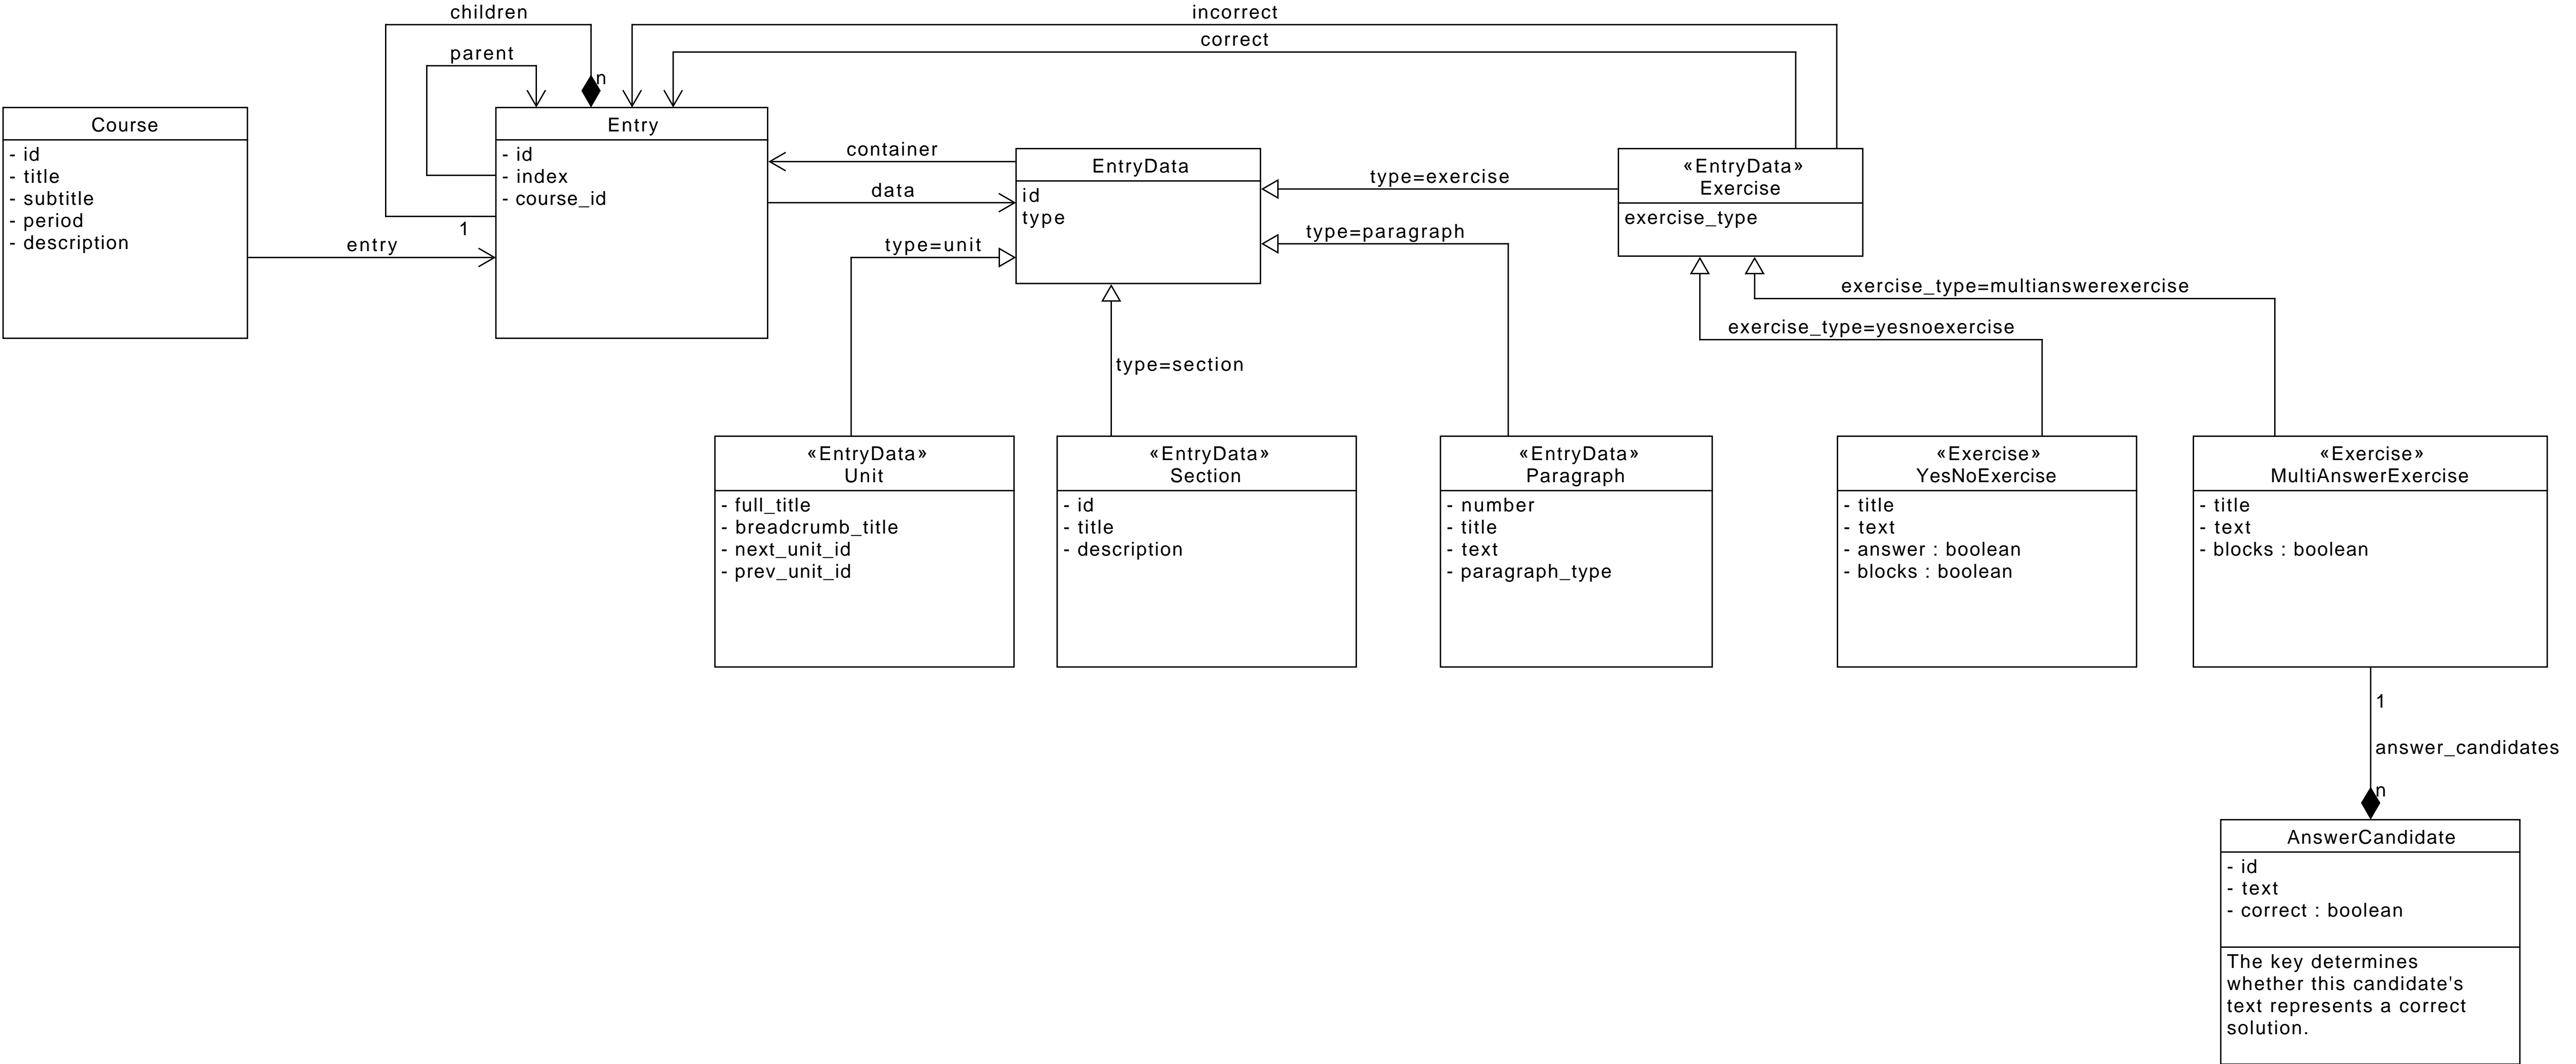 children
incorrect
correct
parent
n
Course
- id
- title
- subtitle
- period
- description
Entry
- id
- index
- course_id
1
entry
container
data
EntryData
id
type
type=unit
type=section
type=exercise
type=paragraph
«EntryData»
Exercise
exercise_type
exercise_type=multianswerexercise
exercise_type=yesnoexercise
«EntryData»
Unit
- full_title
- breadcrumb_title
- next_unit_id
- prev_unit_id
«EntryData»
Section
- id
- title
- description
«EntryData»
Paragraph
- number
- title
- text
- paragraph_type
«Exercise»
YesNoExercise
- title
- text
- answer : boolean
- blocks : boolean
«Exercise»
MultiAnswerExercise
- title
- text
- blocks : boolean
1
answer_candidates
n
AnswerCandidate
- id
- text
- correct : boolean
The key determines
whether this candidate's
text represents a correct
solution.